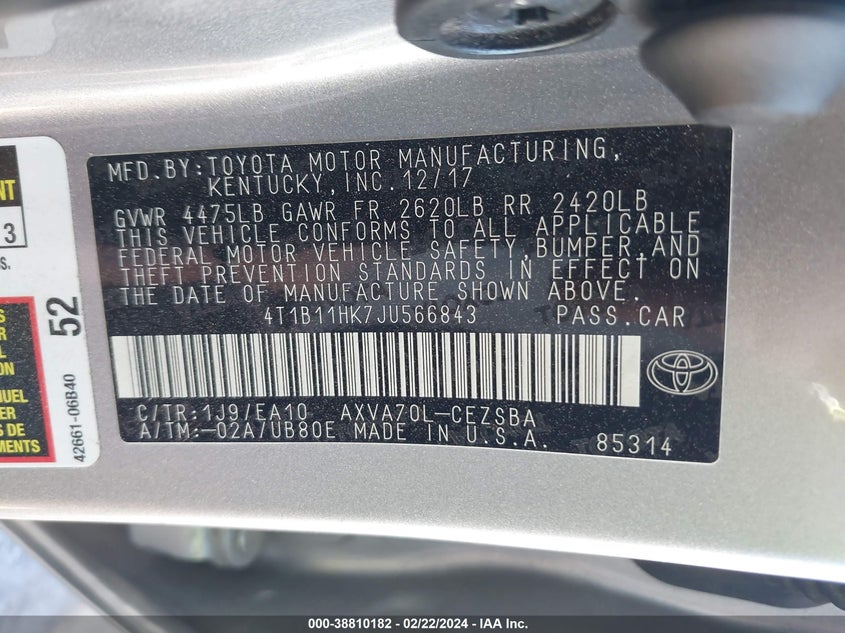 MFD.BY:TOYOTA MOTOR MANUFACTURING,
KENTUCKY,INC.12/17
GVWR 4475LB GAWR FR 2620LB RR 2420LB
THIS VEHICLE CONFORMS TO ALL APPLICABLE
FEDERAL MOTOR VEHICLE SAFETY,BUMPER,AND
THEFT PREVENTION STANDARDS IN EFFECT ON
THE DATE OF MANUFACTURE SHOWN ABOVE.
4T1B11HK7JU566843 PASS.CAR
C/TR:1J9/EA10 AXVA70L-CEZSBA
A/TM:-02A/UB80E MADE IN U.S.A. 85314
NT
3
S.
52
42661-06B40
000-38810182 - 02/22/2024 - IAA Inc.